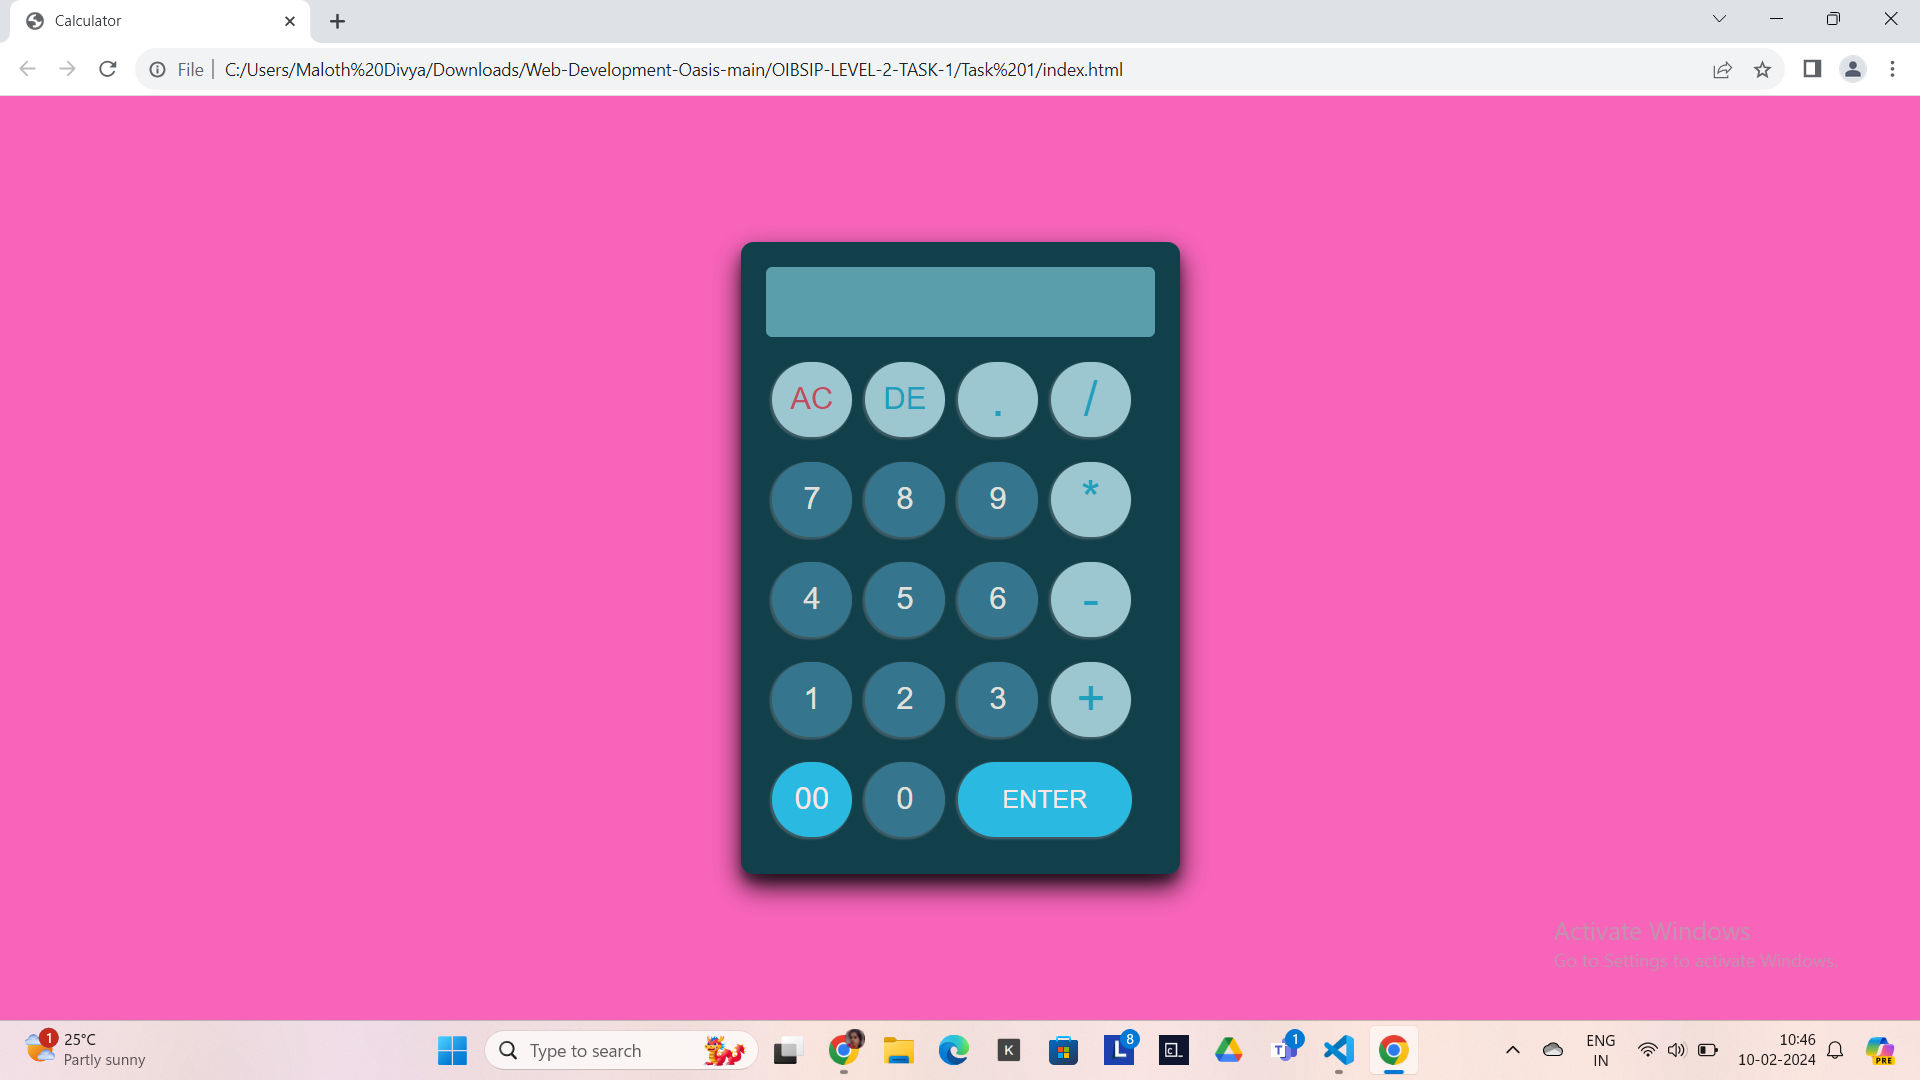 Calculator
File
C:/Users/Maloth%20Divya/Downloads/Web-Development-Oasis-main/OIBSIP-LEVEL-2-TASK-1/Task%201/index.html
AC DE . /
7 8 9 *
4 5 6 -
1 2 3 +
00 0 ENTER
Activate Windows
Go to Settings to activate Windows.
1
25°C
Partly sunny
Type to search
K
L 8
C\_
T 1
ENG
IN
10:46
10-02-2024
PRE